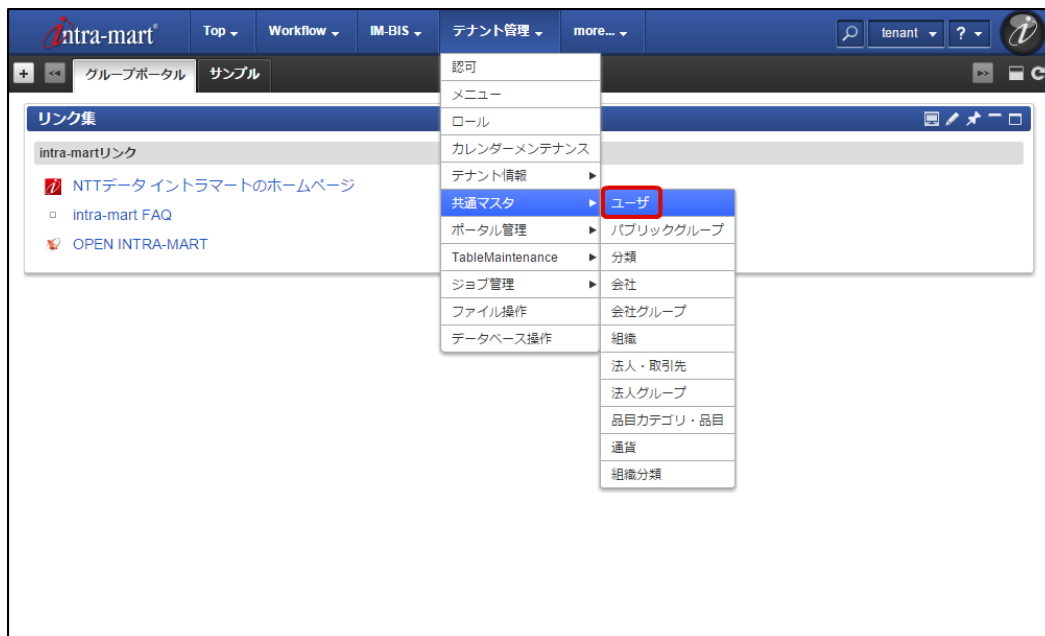 intra-mart®
Top
Workflow
IM-BIS
テナント管理
more...
tenant
?
グループポータル
サンプル
リンク集
intra-martリンク
NTTデータ イントラマートのホームページ
intra-mart FAQ
OPEN INTRA-MART
認可
メニュー
ロール
カレンダーメンテナンス
テナント情報
共通マスタ
ポータル管理
TableMaintenance
ジョブ管理
ファイル操作
データベース操作
ユーザ
パブリックグループ
分類
会社
会社グループ
組織
法人・取引先
法人グループ
品目カテゴリ・品目
通貨
組織分類